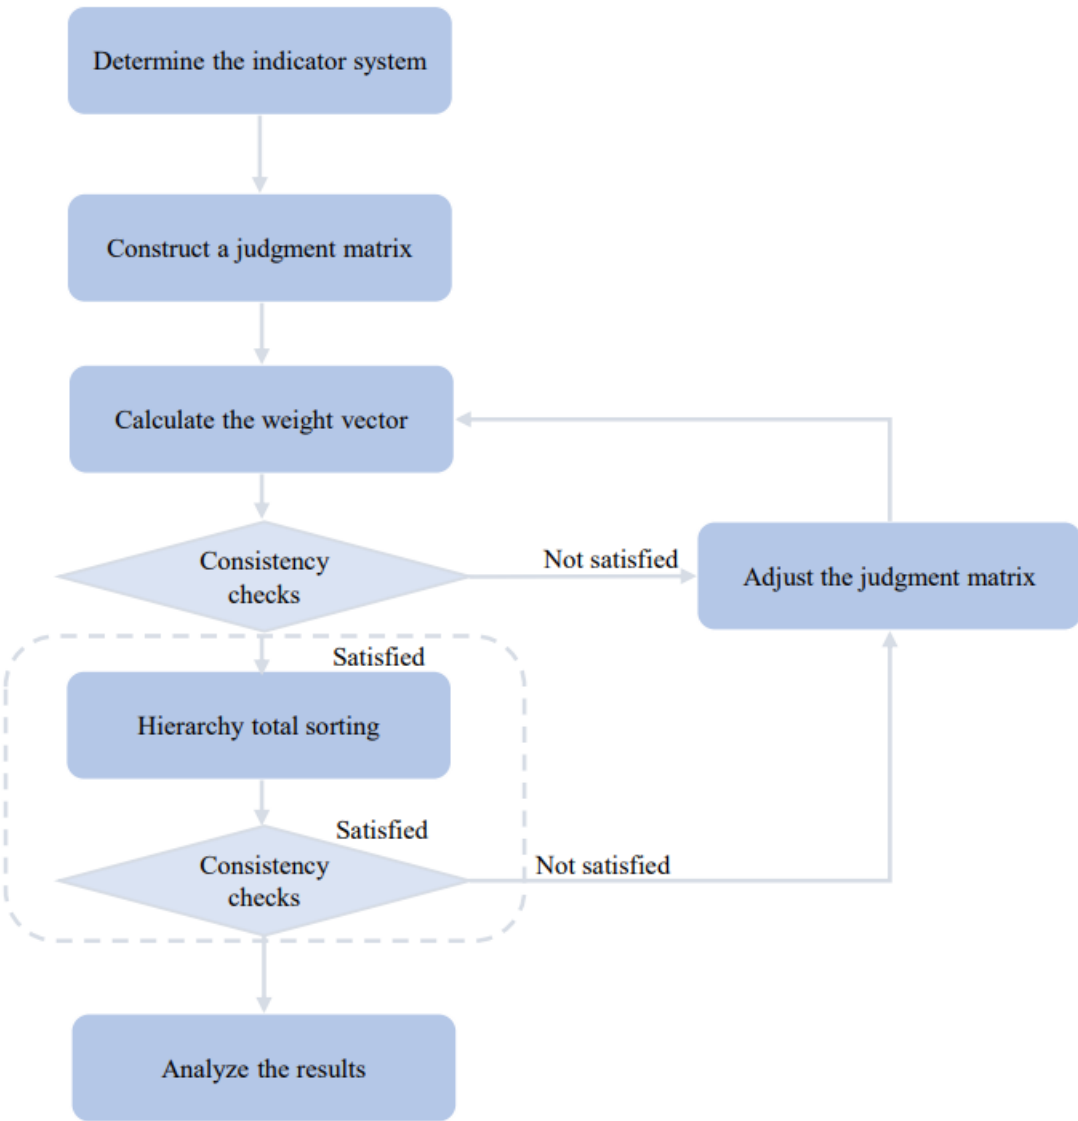 Determine the indicator system
Construct a judgment matrix
Calculate the weight vector
Consistency
checks
Not satisfied
Adjust the judgment matrix
Satisfied
Hierarchy total sorting
Satisfied
Consistency
checks
Not satisfied
Analyze the results